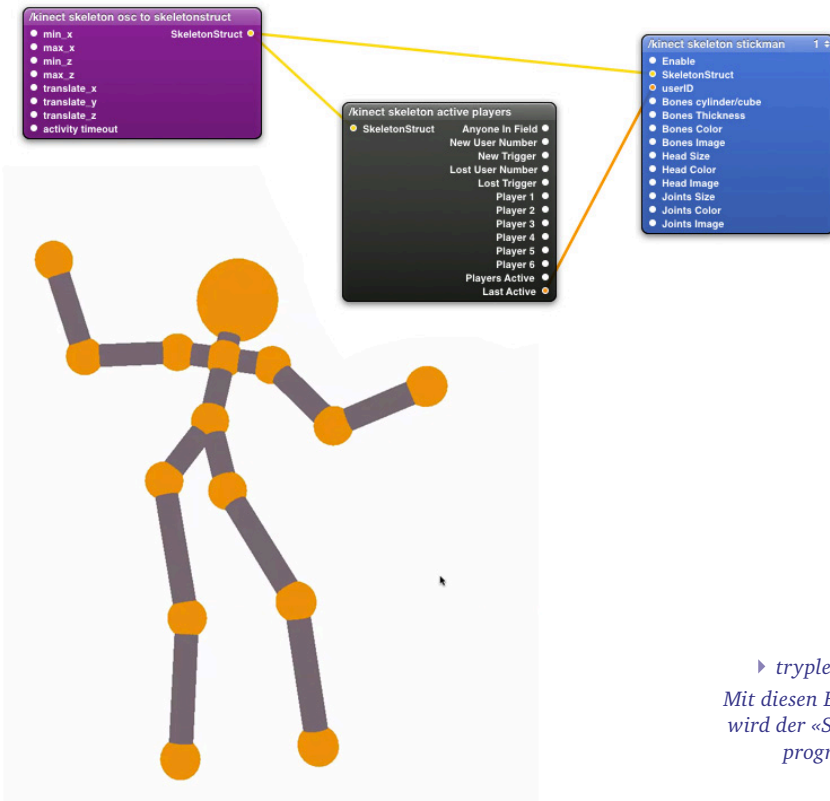 /kinect skeleton osc to skeletonstruct
min_x SkeletonStruct
max_x
min_z
max_z
translate_x
translate_y
translate_z
activity timeout
/kinect skeleton active players
SkeletonStruct Anyone In Field
New User Number
New Trigger
Lost User Number
Lost Trigger
Player 1
Player 2
Player 3
Player 4
Player 5
Player 6
Players Active
Last Active
/kinect skeleton stickman 1
Enable
SkeletonStruct
userID
Bones cylinder/cube
Bones Thickness
Bones Color
Bones Image
Head Size
Head Color
Head Image
Joints Size
Joints Color
Joints Image
tryple
Mit diesen
wird der «S
progr